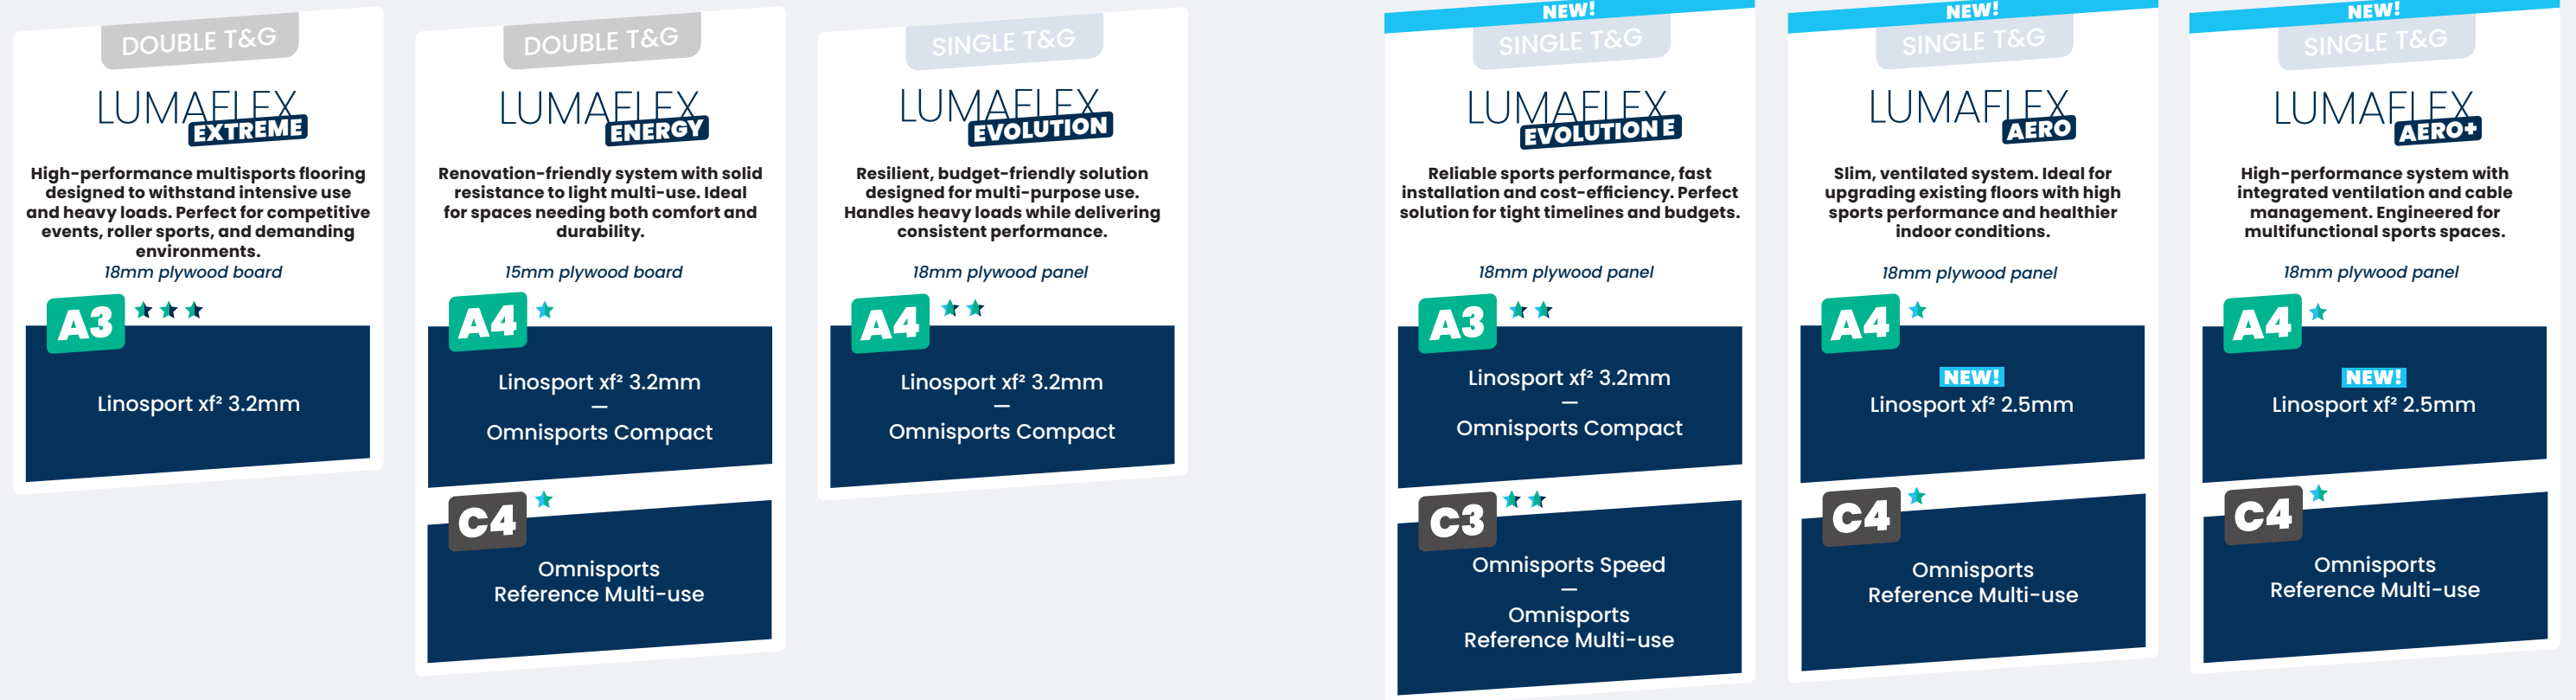 DOUBLE T&G
LUMAFLEX
EXTREME
High-performance multisports flooring
designed to withstand intensive use
and heavy loads. Perfect for competitive
events, roller sports, and demanding
environments.
18mm plywood board
A3
Linosport xf² 3.2mm
DOUBLE T&G
LUMAFLEX
ENERGY
Renovation-friendly system with solid
resistance to light multi-use. Ideal
for spaces needing both comfort and
durability.
15mm plywood board
A4
Linosport xf² 3.2mm
—
Omnisports Compact
C4
Omnisports
Reference Multi-use
SINGLE T&G
LUMAFLEX
EVOLUTION
Resilient, budget-friendly solution
designed for multi-purpose use.
Handles heavy loads while delivering
consistent performance.
18mm plywood panel
A4
Linosport xf² 3.2mm
—
Omnisports Compact
NEW!
SINGLE T&G
LUMAFLEX
EVOLUTION E
Reliable sports performance, fast
installation and cost-efficiency. Perfect
solution for tight timelines and budgets.
18mm plywood panel
A3
Linosport xf² 3.2mm
—
Omnisports Compact
C3
Omnisports Speed
—
Omnisports
Reference Multi-use
NEW!
SINGLE T&G
LUMAFLEX
AERO
Slim, ventilated system. Ideal for
upgrading existing floors with high
sports performance and healthier
indoor conditions.
18mm plywood panel
A4
NEW!
Linosport xf² 2.5mm
C4
Omnisports
Reference Multi-use
NEW!
SINGLE T&G
LUMAFLEX
AERO+
High-performance system with
integrated ventilation and cable
management. Engineered for
multifunctional sports spaces.
18mm plywood panel
A4
NEW!
Linosport xf² 2.5mm
C4
Omnisports
Reference Multi-use